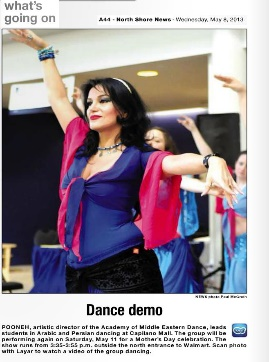 what's
going on
A44 - North Shore News - Wednesday, May 8, 2013
NEWS photo Paul McGrath
Dance demo
POONEH, artistic director of the Academy of Middle Eastern Dance, leads
students in Arabic and Persian dancing at Capilano Mall. The group will be
performing again on Saturday, May 11 for a Mother's Day celebration. The
show runs from 3:35-3:55 p.m. outside the north entrance to Walmart. Scan photo
with Layar to watch a video of the group dancing.